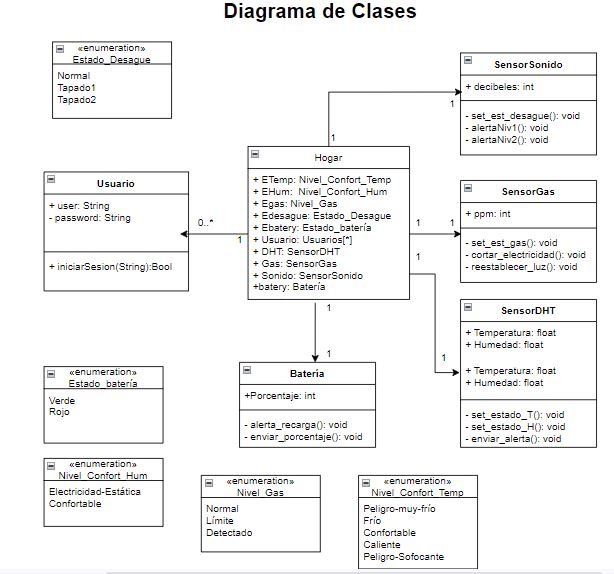 Diagrama de Clases
«enumeration»
Estado_Desague
Normal
Tapado1
Tapado2
SensorSonido
+ decibeles: int
- set_est_desague(): void
- alertaNiv1(): void
- alertaNiv2(): void
1
1
Hogar
+ ETemp: Nivel_Confort_Temp
+ EHum: Nivel_Confort_Hum
+ Egas: Nivel_Gas
+ Edesague: Estado_Desague
+ Ebatery: Estado_batería
+ Usuario: Usuarios[*]
+ DHT: SensorDHT
+ Gas: SensorGas
+ Sonido: SensorSonido
+batery: Batería
Usuario
+ user: String
- password: String
+ iniciarSesion(String):Bool
0..*
1
SensorGas
+ ppm: int
- set_est_gas(): void
- cortar_electricidad(): void
- reestablecer_luz(): void
1
1
1
1
SensorDHT
+ Temperatura: float
+ Humedad: float
+ Temperatura: float
+ Humedad: float
- set_estado_T(): void
- set_estado_H(): void
- enviar_alerta(): void
1
1
Batería
+Porcentaje: int
- alerta_recarga(): void
- enviar_porcentaje(): void
«enumeration»
Estado_batería
Verde
Rojo
«enumeration»
Nivel_Confort_Hum
Electricidad-Estática
Confortable
«enumeration»
Nivel_Gas
Normal
Límite
Detectado
«enumeration»
Nivel_Confort_Temp
Peligro-muy-frío
Frío
Confortable
Caliente
Peligro-Sofocante